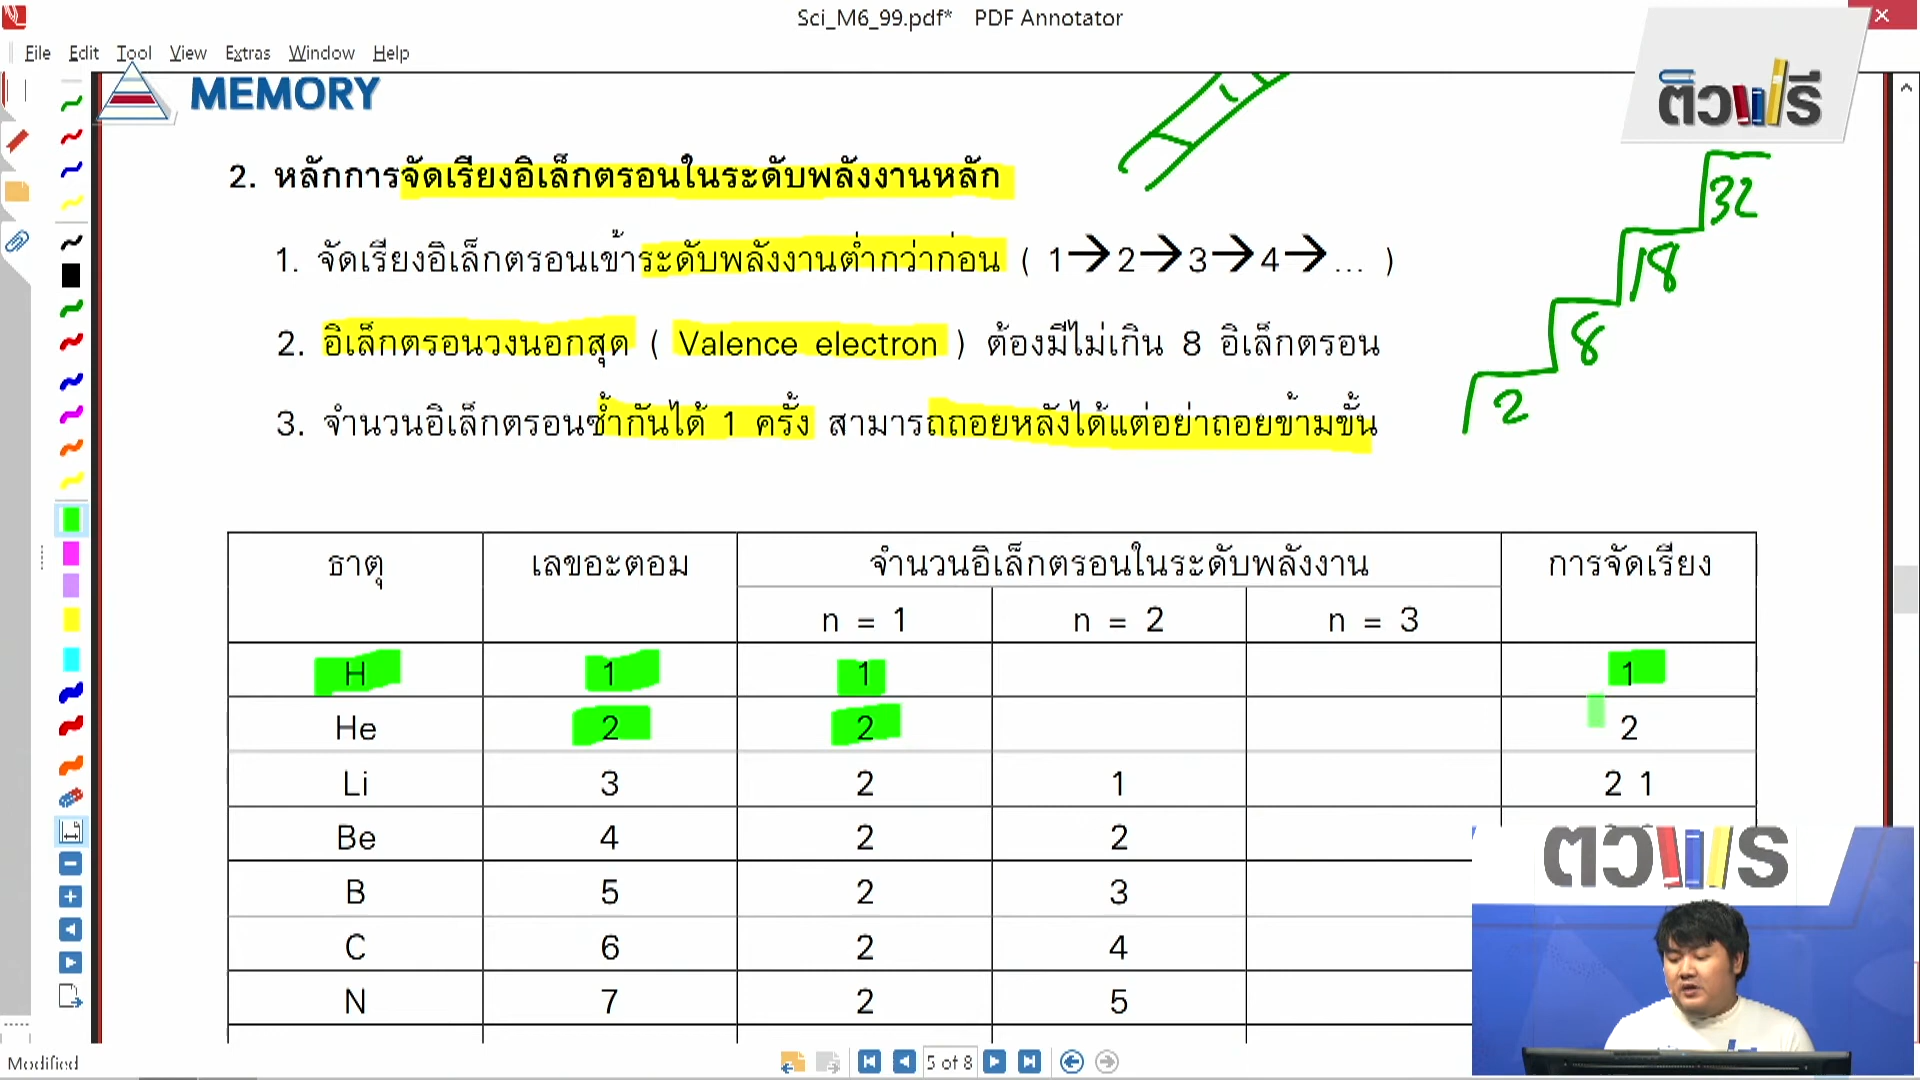 Sci_M6_99.pdf* PDF Annotator
File Edit Tool View Extras Window Help
MEMORY
ติวฟรี
2. หลักการจัดเรียงอิเล็กตรอนในระดับพลังงานหลัก
1. จัดเรียงอิเล็กตรอนเข้าระดับพลังงานต่ำกว่าก่อน ( 1→2→3→4→... )
2. อิเล็กตรอนวงนอกสุด ( Valence electron ) ต้องมีไม่เกิน 8 อิเล็กตรอน
3. จำนวนอิเล็กตรอนซ้ำกันได้ 1 ครั้ง สามารถถอยหลังได้แต่อย่าถอยข้ามขั้น
32
18
8
2
ธาตุ เลขอะตอม จำนวนอิเล็กตรอนในระดับพลังงาน การจัดเรียง
n = 1 n = 2 n = 3
H 1 1 1
He 2 2 2
Li 3 2 1 2 1
Be 4 2 2
B 5 2 3
C 6 2 4
N 7 2 5
Modified
5 of 8